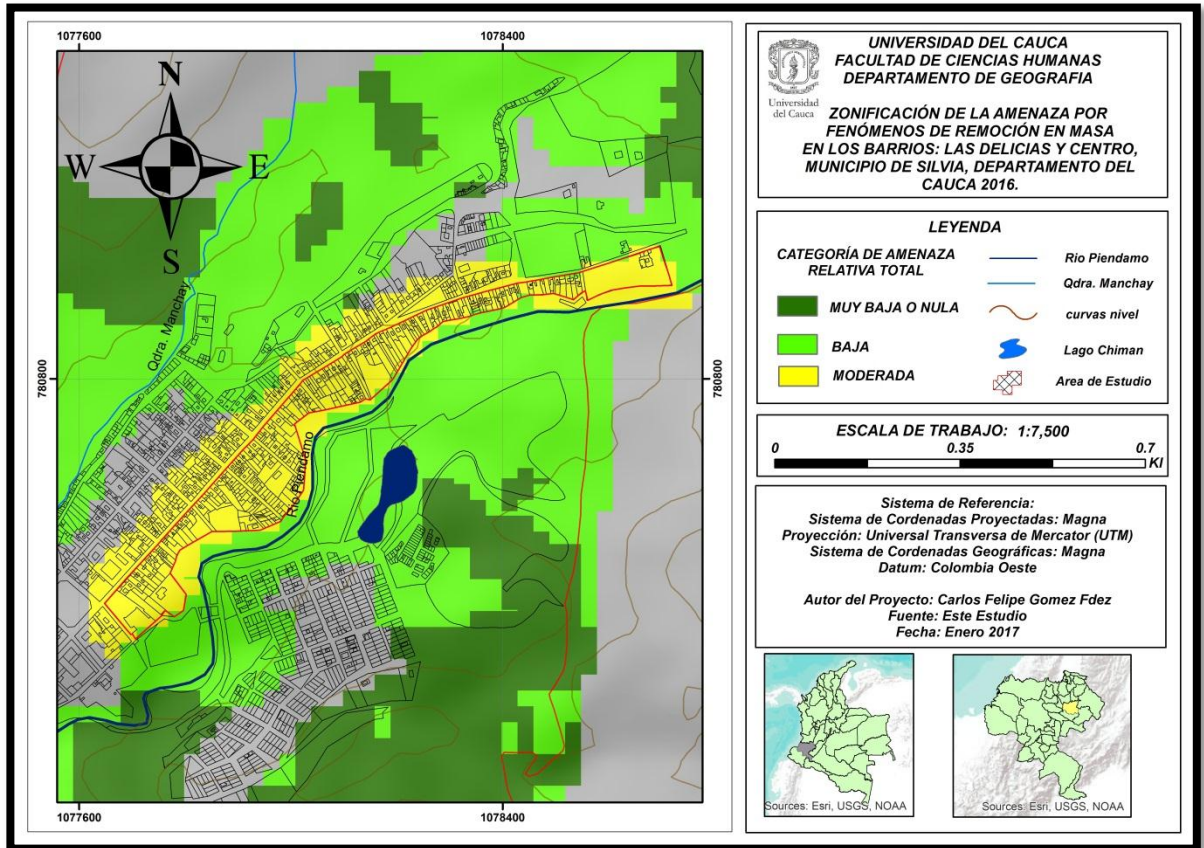 1077600
1078400
N
W
E
S
Qdra. Manchay
Rio Piendamo
780800
780800
1077600
1078400
Universidad
del Cauca
UNIVERSIDAD DEL CAUCA
FACULTAD DE CIENCIAS HUMANAS
DEPARTAMENTO DE GEOGRAFIA
ZONIFICACIÓN DE LA AMENAZA POR
FENÓMENOS DE REMOCIÓN EN MASA
EN LOS BARRIOS: LAS DELICIAS Y CENTRO,
MUNICIPIO DE SILVIA, DEPARTAMENTO DEL
CAUCA 2016.
LEYENDA
CATEGORÍA DE AMENAZA
RELATIVA TOTAL
MUY BAJA O NULA
BAJA
MODERADA
Rio Piendamo
Qdra. Manchay
curvas nivel
Lago Chiman
Area de Estudio
ESCALA DE TRABAJO: 1:7,500
0 0.35 0.7
Kl
Sistema de Referencia:
Sistema de Cordenadas Proyectadas: Magna
Proyección: Universal Transversa de Mercator (UTM)
Sistema de Cordenadas Geográficas: Magna
Datum: Colombia Oeste
Autor del Proyecto: Carlos Felipe Gomez Fdez
Fuente: Este Estudio
Fecha: Enero 2017
Sources: Esri, USGS, NOAA
Sources: Esri, USGS, NOAA